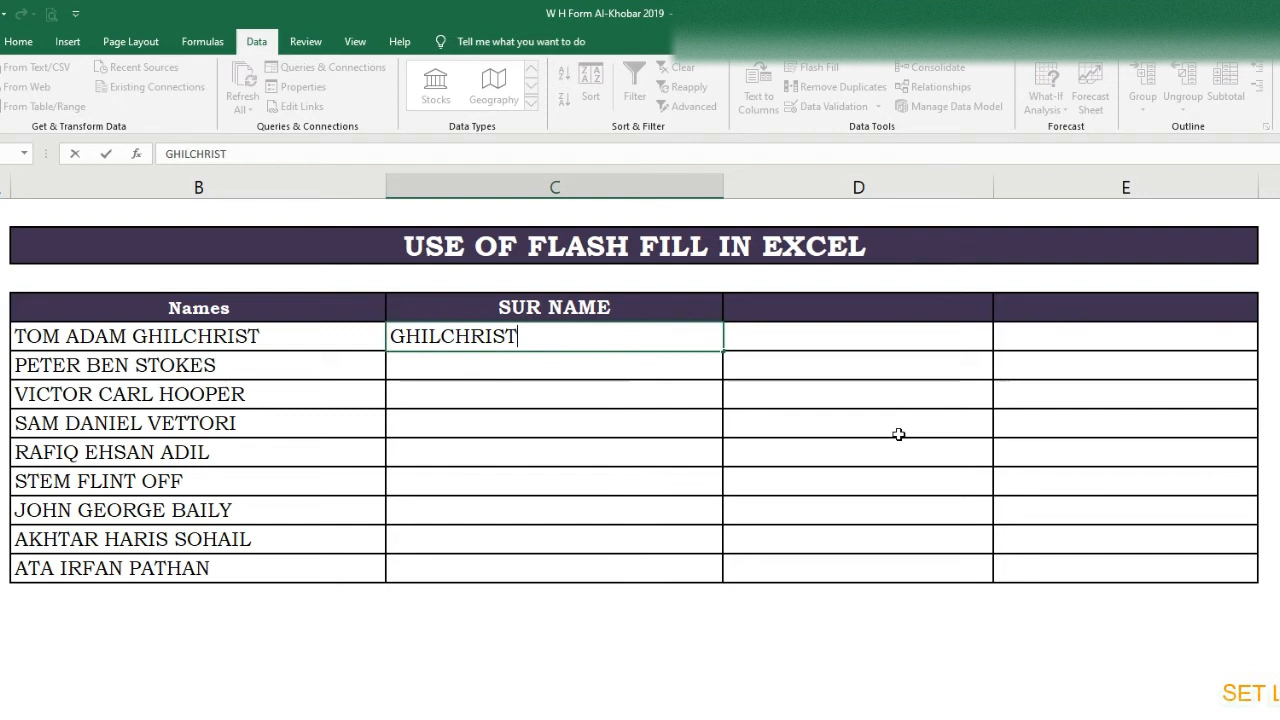 W H Form Al-Khobar 2019 -
Home Insert Page Layout Formulas Data Review View Help Tell me what you want to do
From Text/CSV Recent Sources Queries & Connections Clear Flash Fill Consolidate
From Web Existing Connections Properties Reapply Remove Duplicates Relationships
From Table/Range Refresh All Edit Links Stocks Geography Sort Filter Advanced Text to Columns Data Validation Manage Data Model What-If Analysis Forecast Sheet Group Ungroup Subtotal
Get & Transform Data Queries & Connections Data Types Sort & Filter Data Tools Forecast Outline
fx GHILCHRIST
B C D E
USE OF FLASH FILL IN EXCEL
Names SUR NAME
TOM ADAM GHILCHRIST GHILCHRIST
PETER BEN STOKES
VICTOR CARL HOOPER
SAM DANIEL VETTORI
RAFIQ EHSAN ADIL
STEM FLINT OFF
JOHN GEORGE BAILY
AKHTAR HARIS SOHAIL
ATA IRFAN PATHAN
SET